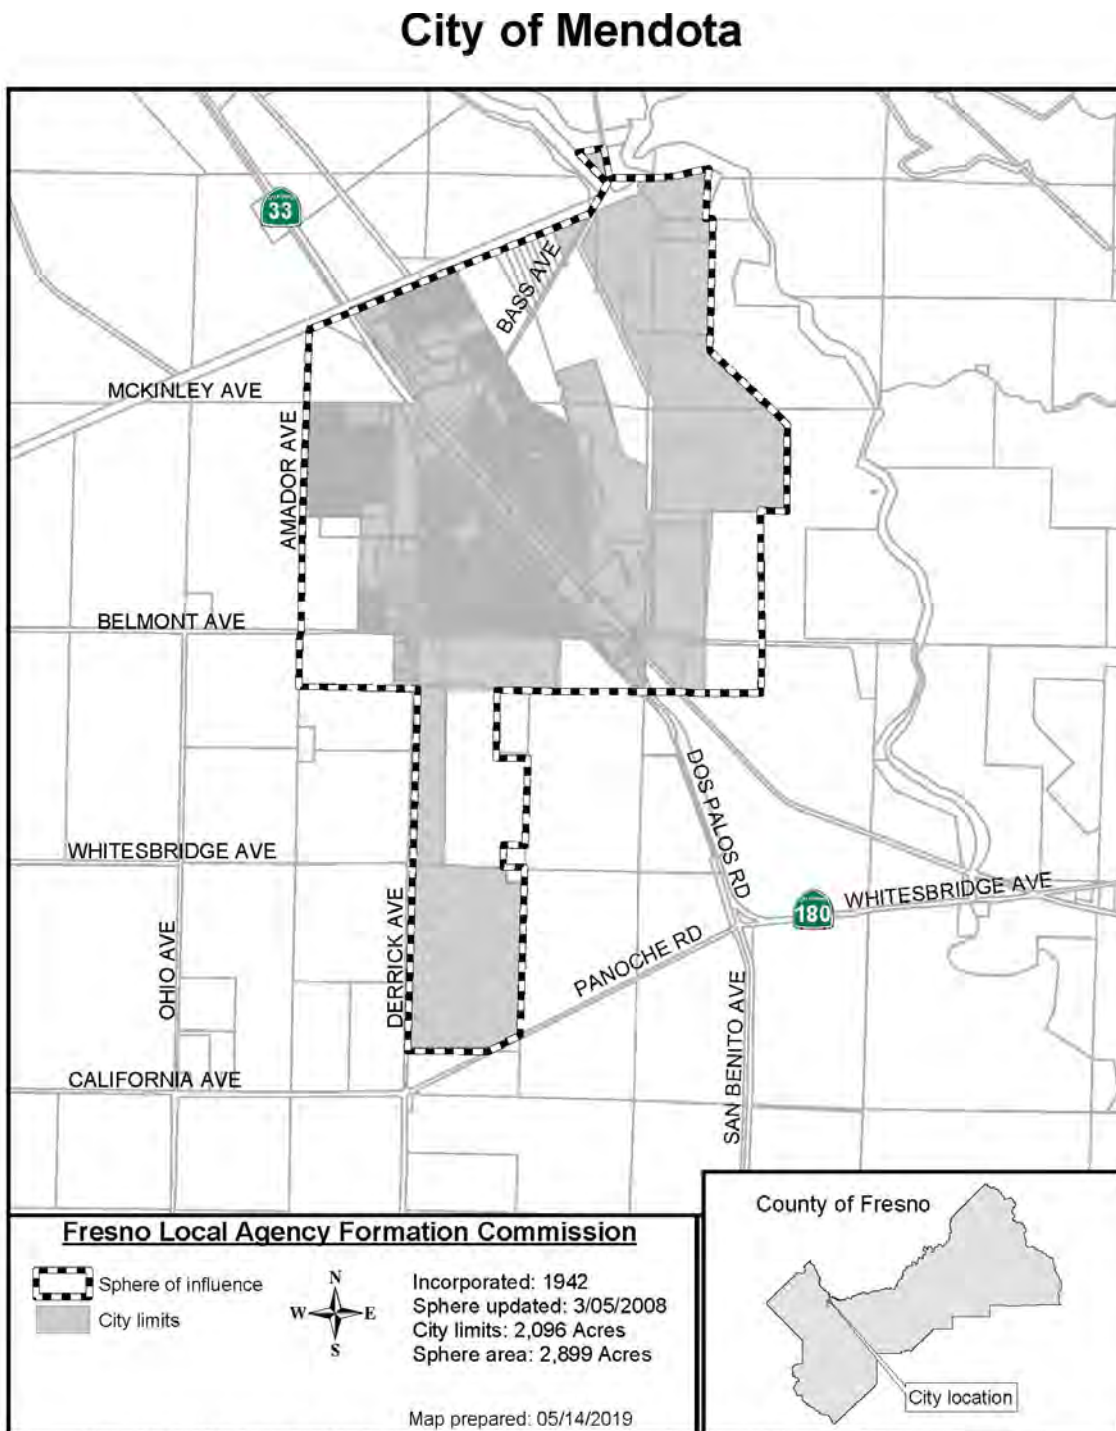 City of Mendota
33
BASS AVE
MCKINLEY AVE
AMADOR AVE
BELMONT AVE
DOS PALOS RD
WHITESBRIDGE AVE
WHITESBRIDGE AVE
180
PANOCHE RD
OHIO AVE
DERRICK AVE
SAN BENITO AVE
CALIFORNIA AVE
Fresno Local Agency Formation Commission
Sphere of influence
City limits
N
W E
S
Incorporated: 1942
Sphere updated: 3/05/2008
City limits: 2,096 Acres
Sphere area: 2,899 Acres
Map prepared: 05/14/2019
County of Fresno
City location